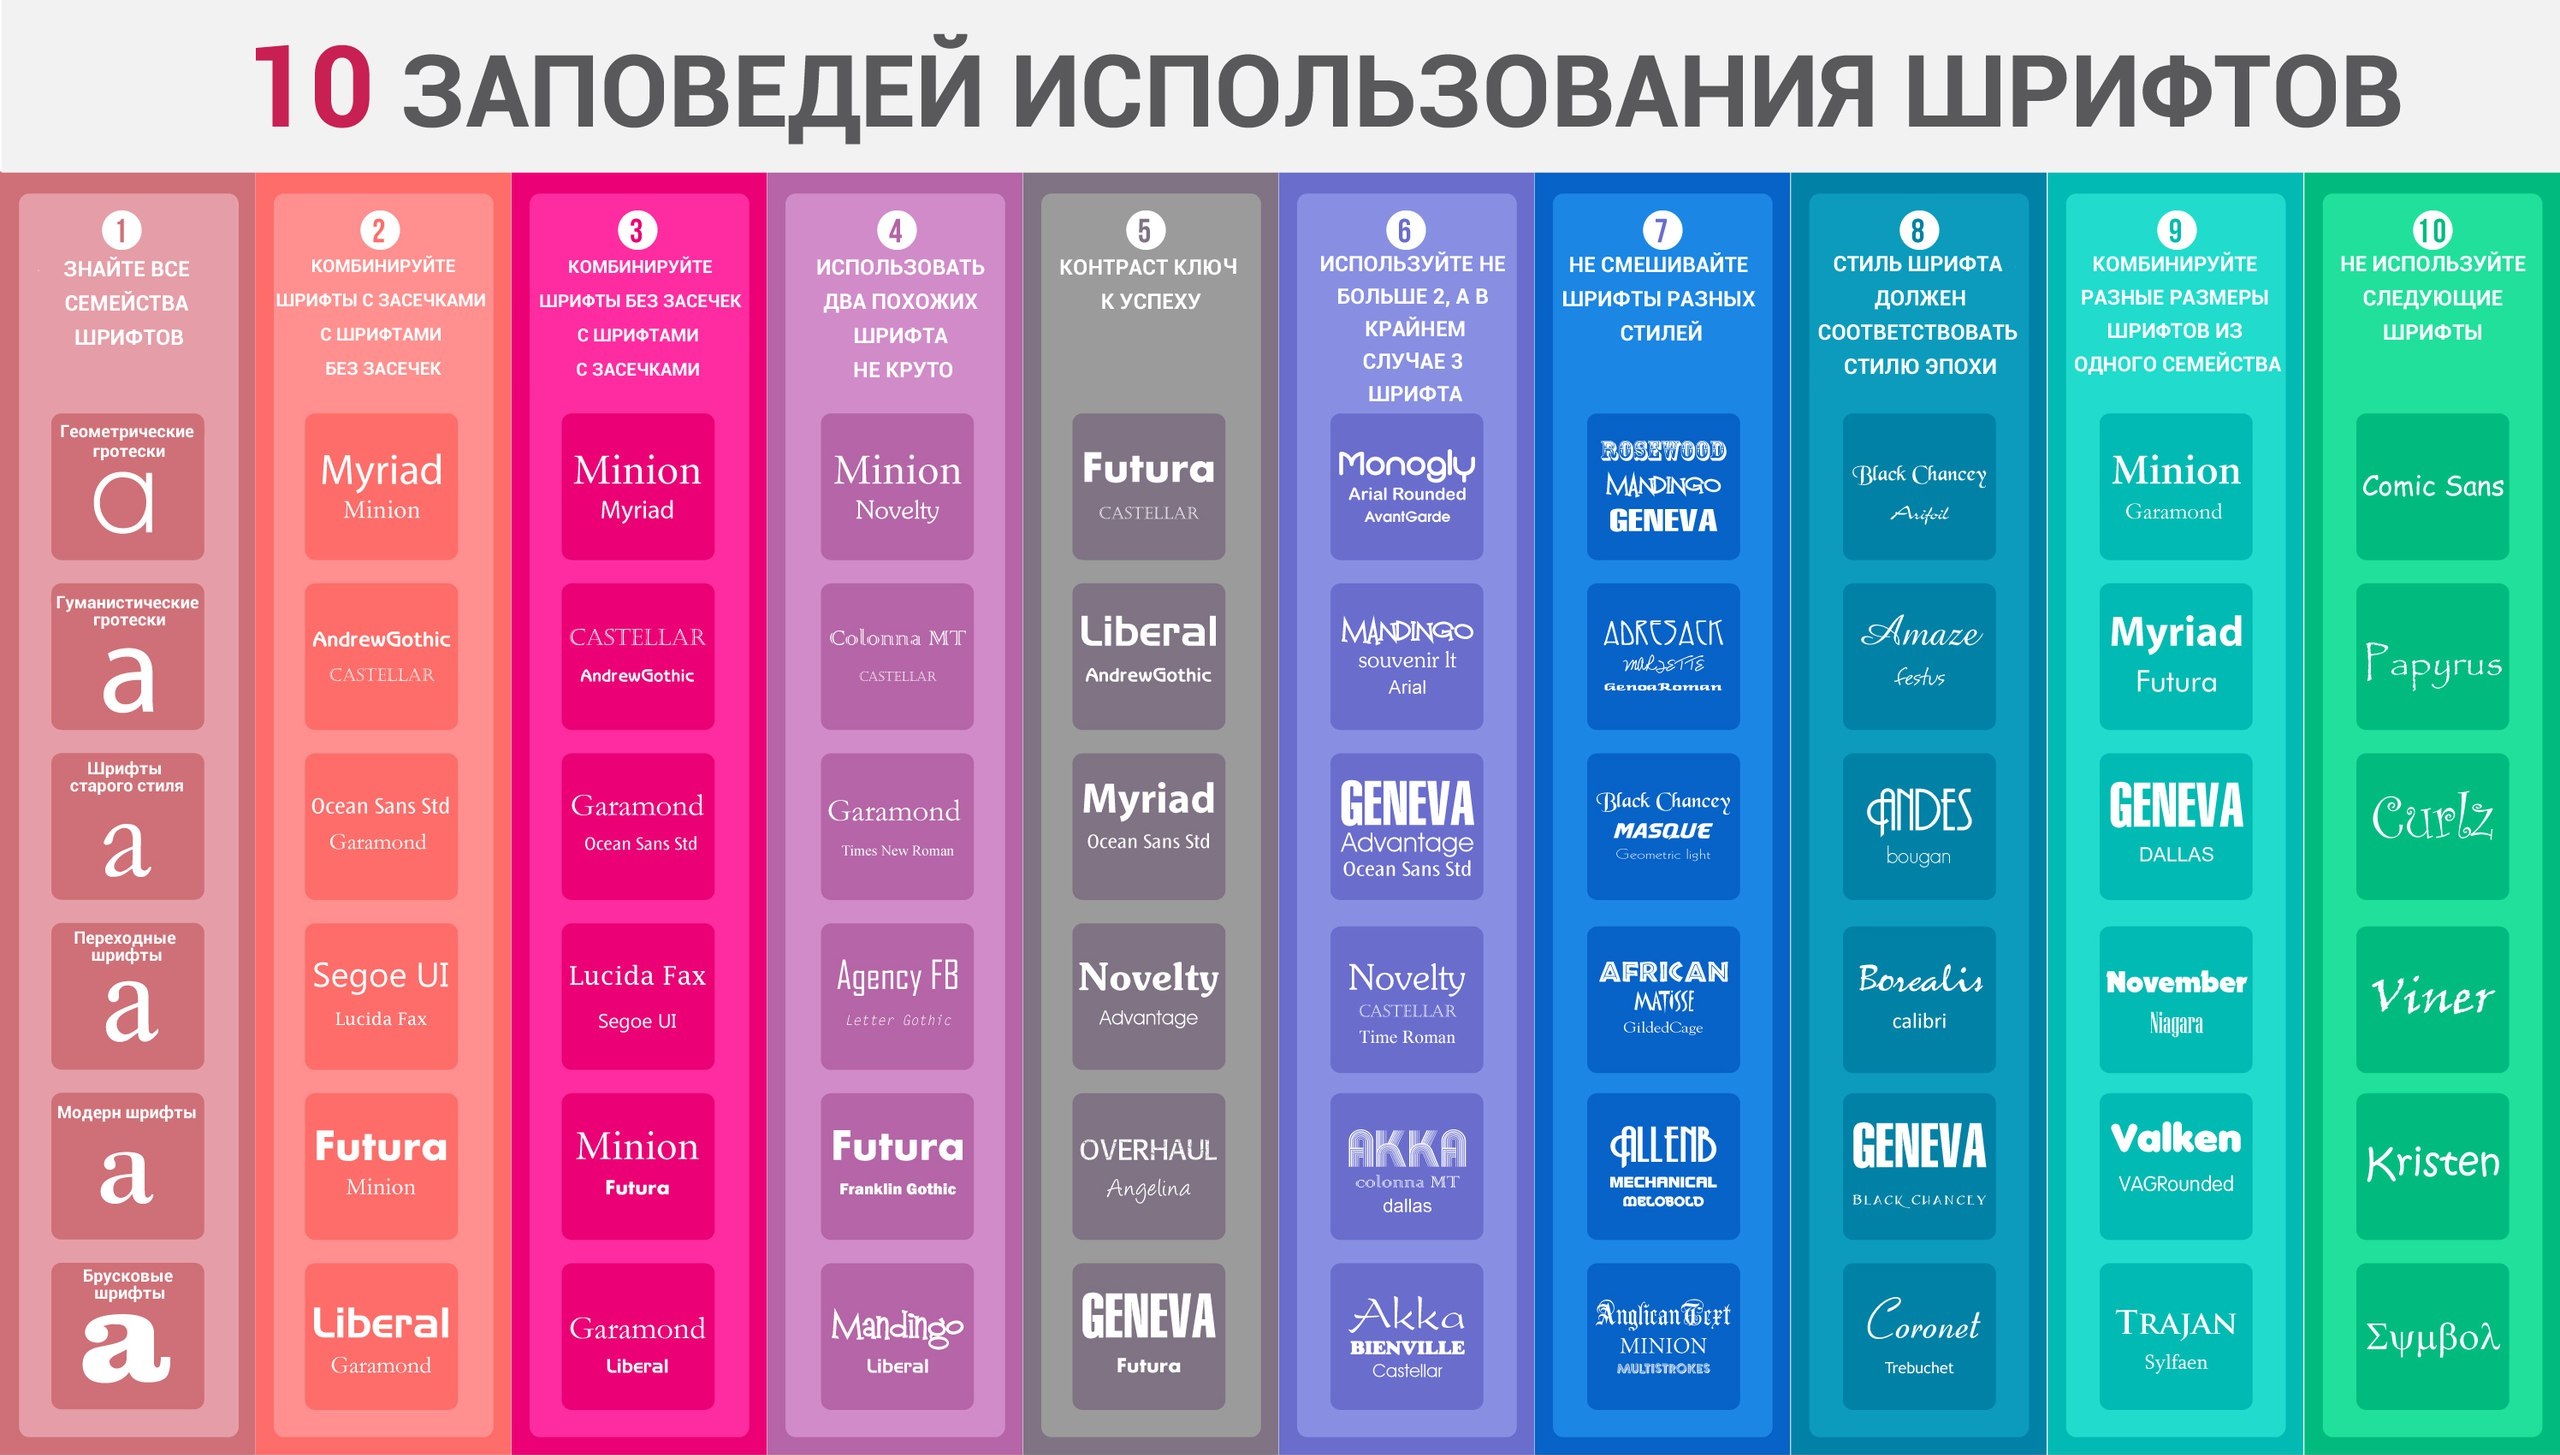 10 ЗАПОВЕДЕЙ ИСПОЛЬЗОВАНИЯ ШРИФТОВ
1
ЗНАЙТЕ ВСЕ
СЕМЕЙСТВА
ШРИФТОВ
Геометрические
гротески
a
Гуманистические
гротески
a
Шрифты
старого стиля
a
Переходные
шрифты
a
Модерн шрифты
a
Брусковые
шрифты
a
2
КОМБИНИРУЙТЕ
ШРИФТЫ С ЗАСЕЧКАМИ
С ШРИФТАМИ
БЕЗ ЗАСЕЧЕК
Myriad
Minion
AndrewGothic
CASTELLAR
Ocean Sans Std
Garamond
Segoe UI
Lucida Fax
Futura
Minion
Liberal
Garamond
3
КОМБИНИРУЙТЕ
ШРИФТЫ БЕЗ ЗАСЕЧЕК
С ШРИФТАМИ
С ЗАСЕЧКАМИ
Minion
Myriad
CASTELLAR
AndrewGothic
Garamond
Ocean Sans Std
Lucida Fax
Segoe UI
Minion
Futura
Garamond
Liberal
4
ИСПОЛЬЗОВАТЬ
ДВА ПОХОЖИХ
ШРИФТА
НЕ КРУТО
Minion
Novelty
Colonna MT
CASTELLAR
Garamond
Times New Roman
Agency FB
Letter Gothic
Futura
Franklin Gothic
Mandingo
Liberal
5
КОНТРАСТ КЛЮЧ
К УСПЕХУ
Futura
CASTELLAR
Liberal
AndrewGothic
Myriad
Ocean Sans Std
Novelty
Advantage
OVERHAUL
Angelina
GENEVA
Futura
6
ИСПОЛЬЗУЙТЕ НЕ
БОЛЬШЕ 2, А В
КРАЙНЕМ
СЛУЧАЕ 3
ШРИФТА
Monogly
Arial Rounded
AvantGarde
MANDINGO
souvenir lt
Arial
GENEVA
Advantage
Ocean Sans Std
Novelty
CASTELLAR
Time Roman
AKKA
colonna MT
dallas
Akka
BIENVILLE
Castellar
7
НЕ СМЕШИВАЙТЕ
ШРИФТЫ РАЗНЫХ
СТИЛЕЙ
ROSEWOOD
MANDINGO
GENEVA
ADRESACK
MARJETTE
GenoaRoman
Black Chancey
MASQUE
Geometric light
AFRICAN
MATISSE
GildedCage
ALLENB
MECHANICAL
MELOBOLD
AnglicanText
MINION
MULTISTROKES
8
СТИЛЬ ШРИФТА
ДОЛЖЕН
СООТВЕТСТВОВАТЬ
СТИЛЮ ЭПОХИ
Black Chancey
Arifoil
Amaze
festus
ANDES
bougan
Borealis
calibri
GENEVA
BLACK_CHANCEY
Coronet
Trebuchet
9
КОМБИНИРУЙТЕ
РАЗНЫЕ РАЗМЕРЫ
ШРИФТОВ ИЗ
ОДНОГО СЕМЕЙСТВА
Minion
Garamond
Myriad
Futura
GENEVA
DALLAS
November
Niagara
Valken
VAGRounded
TRAJAN
Sylfaen
10
НЕ ИСПОЛЬЗУЙТЕ
СЛЕДУЮЩИЕ
ШРИФТЫ
Comic Sans
Papyrus
Curlz
Viner
Kristen
Σψμβολ